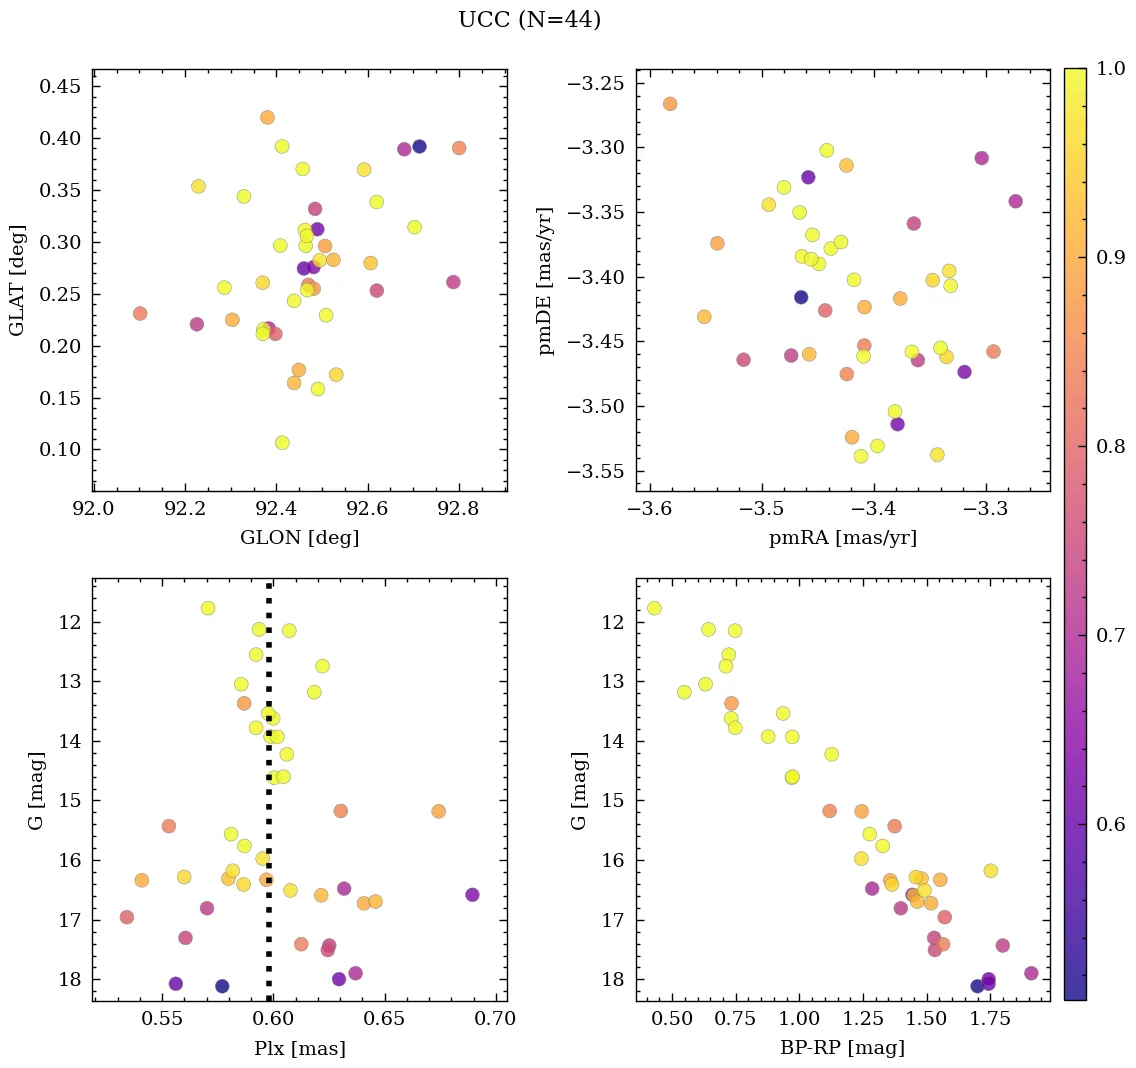 UCC (N=44)
0.45
0.40
0.35
0.30
0.25
0.20
0.15
0.10
GLAT [deg]
92.0 92.2 92.4 92.6 92.8
GLON [deg]
−3.25
−3.30
−3.35
−3.40
−3.45
−3.50
−3.55
pmDE [mas/yr]
−3.6 −3.5 −3.4 −3.3
pmRA [mas/yr]
1.0
0.9
0.8
0.7
0.6
12
13
14
15
16
17
18
G [mag]
0.55 0.60 0.65 0.70
Plx [mas]
12
13
14
15
16
17
18
G [mag]
0.50 0.75 1.00 1.25 1.50 1.75
BP-RP [mag]